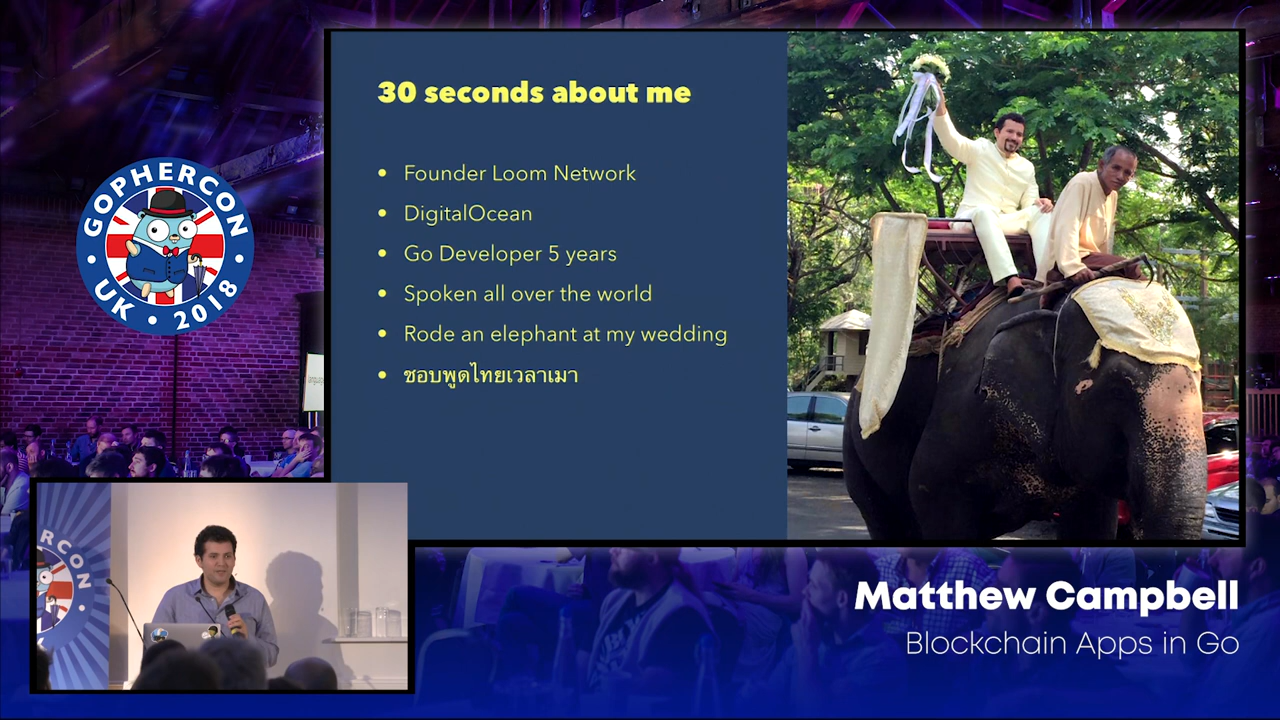 GOPHERCON
UK • 2018
30 seconds about me
• Founder Loom Network
• DigitalOcean
• Go Developer 5 years
• Spoken all over the world
• Rode an elephant at my wedding
• ชอบพูดไทยเวลาเมา
HERCON
Matthew Campbell
Blockchain Apps in Go